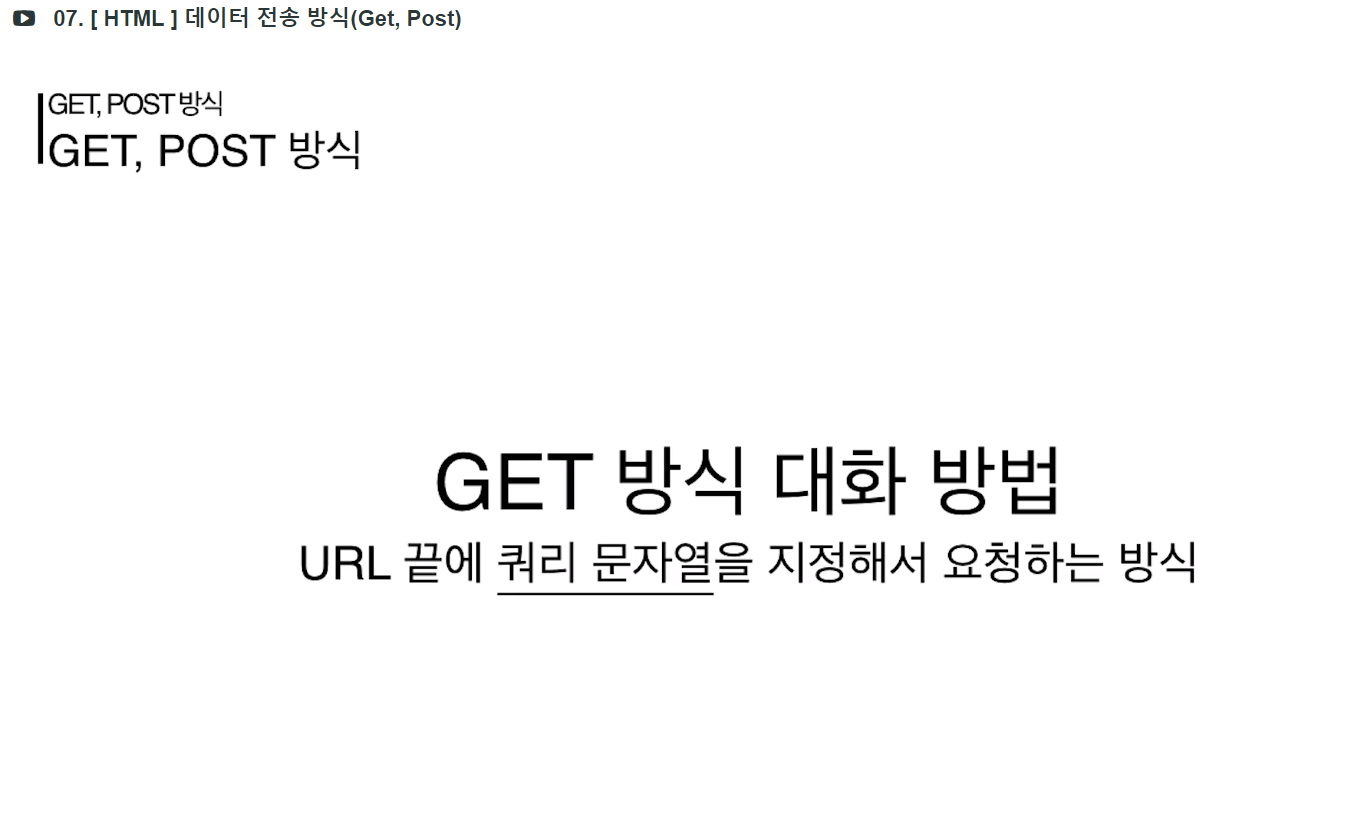 07. [ HTML ] 데이터 전송 방식(Get, Post)
GET, POST 방식
GET, POST 방식
GET 방식 대화 방법
URL 끝에 쿼리 문자열을 지정해서 요청하는 방식